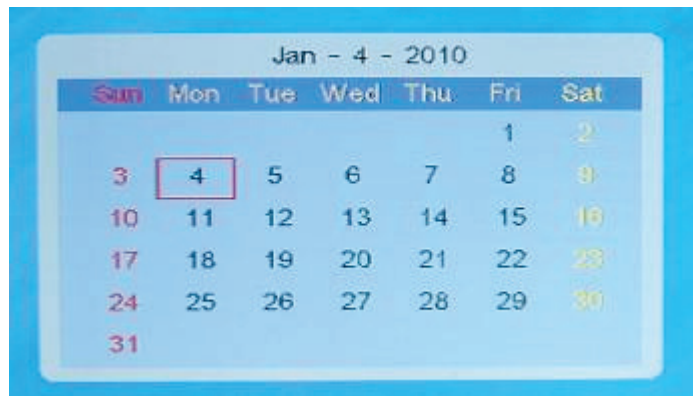 Jan - 4 - 2010
Sun Mon Tue Wed Thu Fri Sat
1 2
3 4 5 6 7 8 9
10 11 12 13 14 15 16
17 18 19 20 21 22 23
24 25 26 27 28 29 30
31